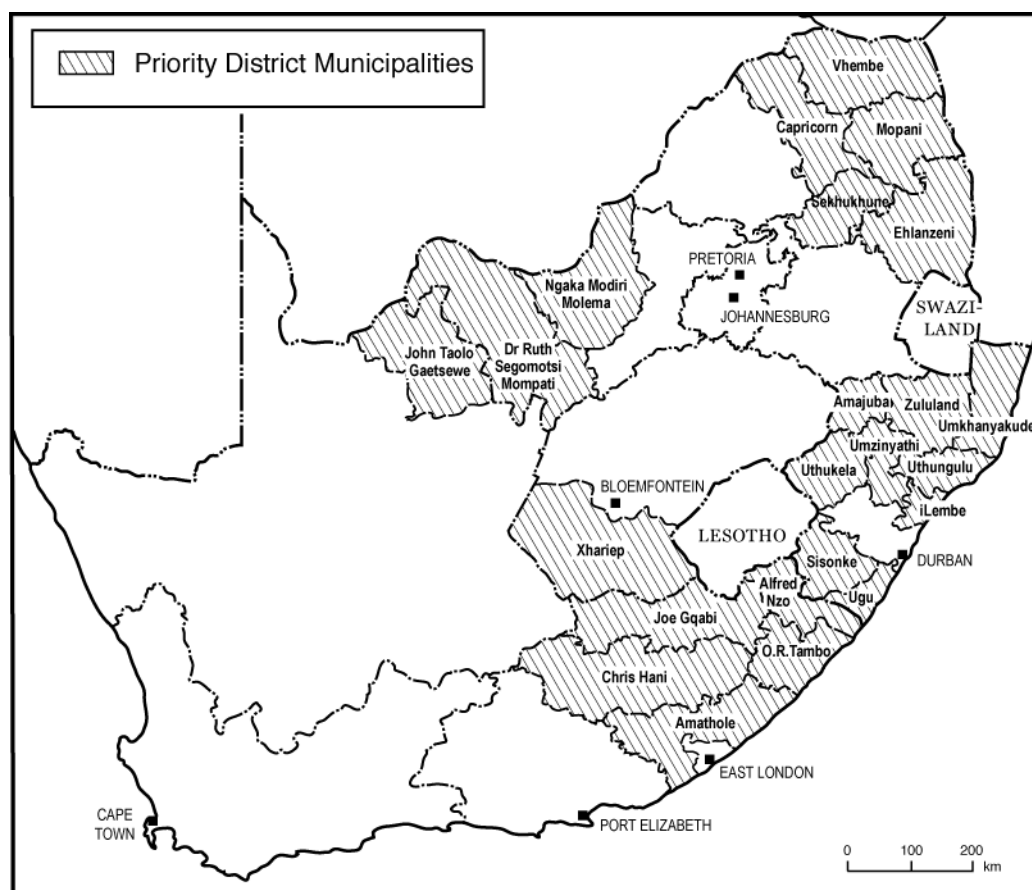 Priority District Municipalities
Vhembe
Capricorn
Mopani
Sekhukhune
Ehlanzeni
PRETORIA
JOHANNESBURG
Ngaka Modiri
Molema
SWAZI-
LAND
John Taolo
Gaetsewe
Dr Ruth
Segomotsi
Mompati
Amajuba
Zululand
Umkhanyakude
Umzinyathi
Uthukela
Uthungulu
iLembe
BLOEMFONTEIN
LESOTHO
Xhariep
DURBAN
Sisonke
Alfred
Nzo
Ugu
Joe Gqabi
O.R.Tambo
Chris Hani
Amathole
EAST LONDON
CAPE
TOWN
PORT ELIZABETH
0 100 200
km